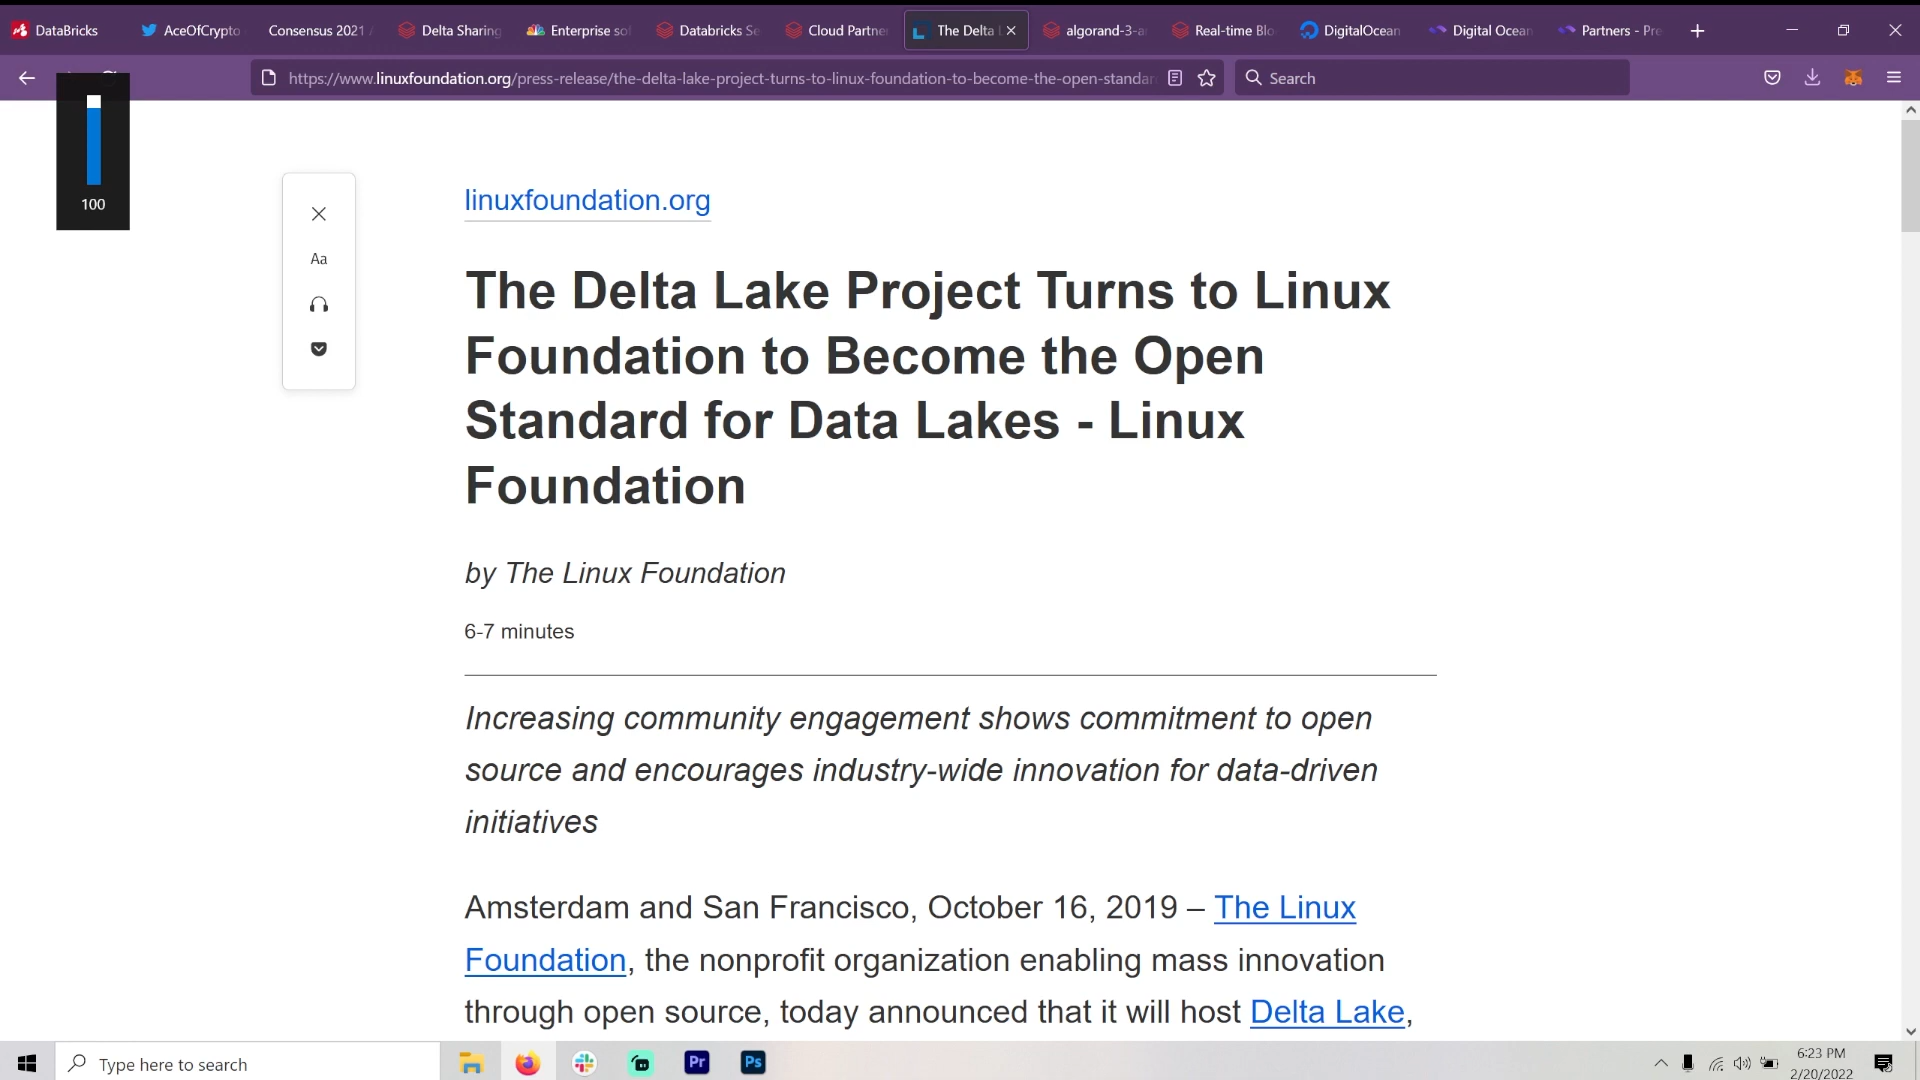 DataBricks
AceOfCrypto
Consensus 2021
Delta Sharing
Enterprise so
Databricks Se
Cloud Partne
The Delta
algorand-3-a
Real-time Blo
DigitalOcean
Digital Ocean
Partners - Pre
https://www.linuxfoundation.org/press-release/the-delta-lake-project-turns-to-linux-foundation-to-become-the-open-standar
Search
100
Aa
linuxfoundation.org
The Delta Lake Project Turns to Linux
Foundation to Become the Open
Standard for Data Lakes - Linux
Foundation
by The Linux Foundation
6-7 minutes
Increasing community engagement shows commitment to open
source and encourages industry-wide innovation for data-driven
initiatives
Amsterdam and San Francisco, October 16, 2019 – The Linux
Foundation, the nonprofit organization enabling mass innovation
through open source, today announced that it will host Delta Lake,
Type here to search
Pr
Ps
6:23 PM
2/20/2022